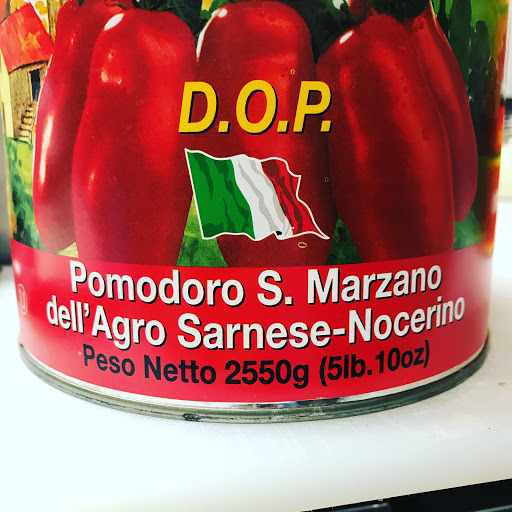 D.O.P.
Pomodoro S. Marzano
dell'Agro Sarnese-Nocerino
Peso Netto 2550g (5lb.10oz)